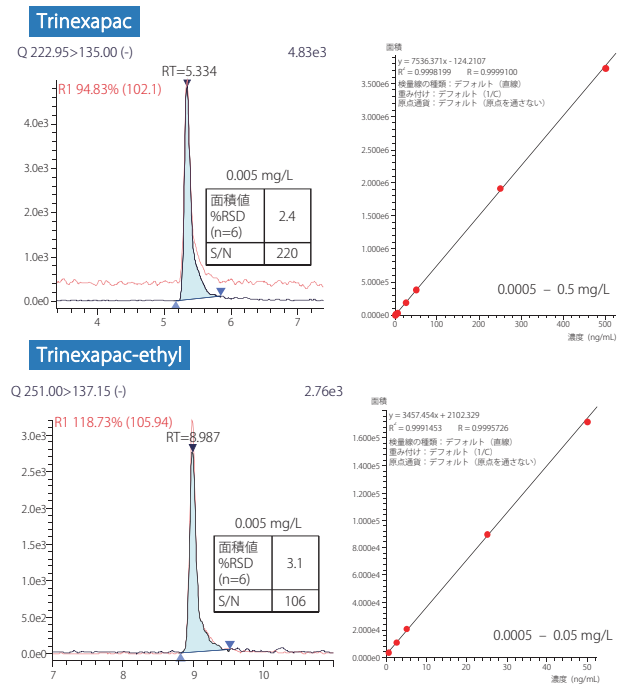 Trinexapac
Q 222.95>135.00 (-)
4.83e3
RT=5.334
R1 94.83% (102.1)
4.0e3
3.0e3
2.0e3
1.0e3
0.0e0
4
5
6
7
0.005 mg/L
面積値
%RSD
(n=6)
2.4
S/N
220
面積
y = 7536.371x - 124.2107
R² = 0.9998199 R = 0.9999100
検量線の種類：デフォルト（直線）
重み付け：デフォルト（1/C）
原点通貨：デフォルト（原点を通さない）
3.500e6
3.000e6
2.500e6
2.000e6
1.500e6
1.000e6
5.000e5
0.000e0
0
100
200
300
400
500
濃度 (ng/mL)
0.0005 – 0.5 mg/L
Trinexapac-ethyl
Q 251.00>137.15 (-)
2.76e3
R1 118.73% (105.94)
RT=8.987
3.0e3
2.5e3
2.0e3
1.5e3
1.0e3
5.0e2
0.0e0
7
8
9
10
0.005 mg/L
面積値
%RSD
(n=6)
3.1
S/N
106
面積
y = 3457.454x + 2102.329
R² = 0.9991453 R = 0.9995726
検量線の種類：デフォルト（直線）
重み付け：デフォルト（1/C）
原点通貨：デフォルト（原点を通さない）
1.600e5
1.400e5
1.200e5
1.000e5
8.000e4
6.000e4
4.000e4
2.000e4
0.000e0
0
10
20
30
40
50
濃度 (ng/mL)
0.0005 – 0.05 mg/L